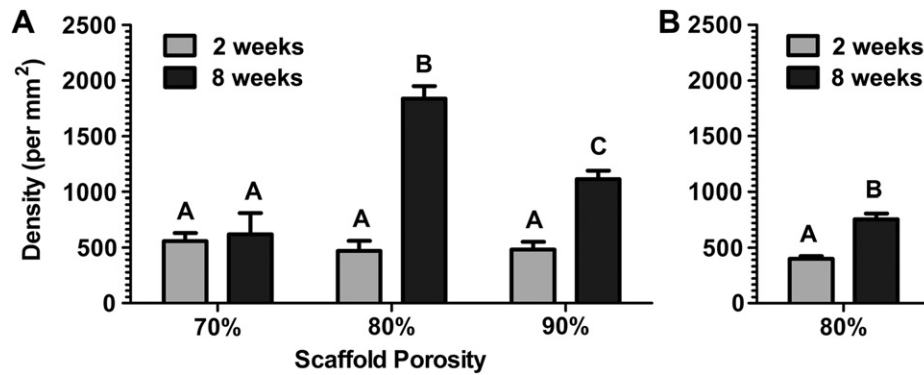 A
2500
2000
1500
1000
500
0
Density (per mm²)
2 weeks
8 weeks
A
A
A
B
A
C
70%
80%
90%
Scaffold Porosity
B
2500
2000
1500
1000
500
0
2 weeks
8 weeks
A
B
80%